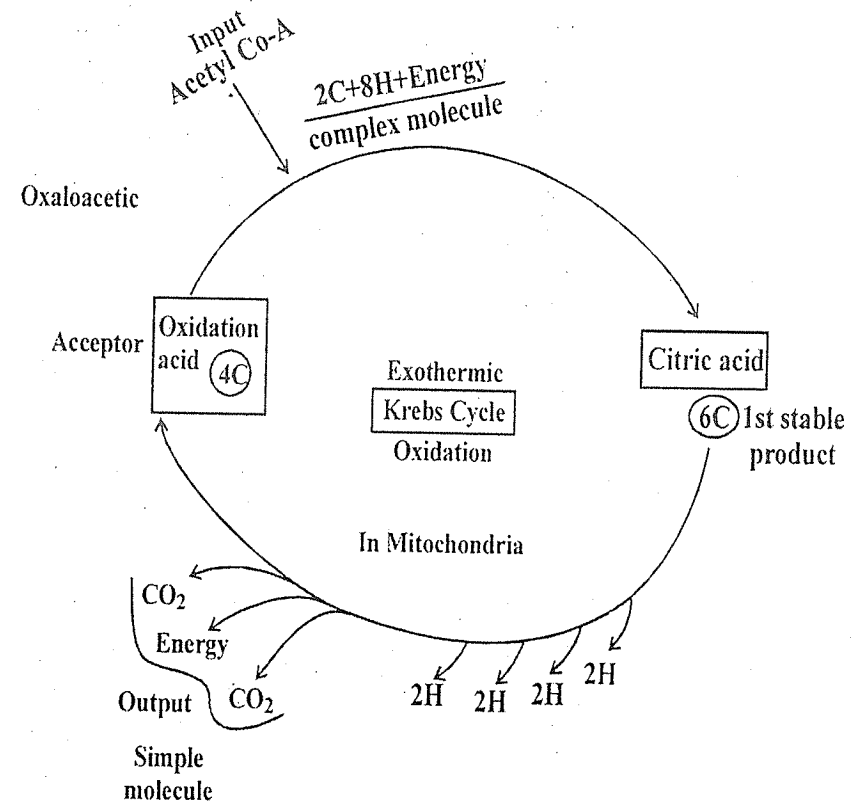 Input
Acetyl Co-A
2C+8H+Energy
complex molecule
Oxaloacetic
Acceptor
Oxidation
acid 4C
Exothermic
Krebs Cycle
Oxidation
Citric acid
6C 1st stable
product
In Mitochondria
CO₂
Energy
CO₂
Output
Simple
molecule
2H
2H
2H
2H